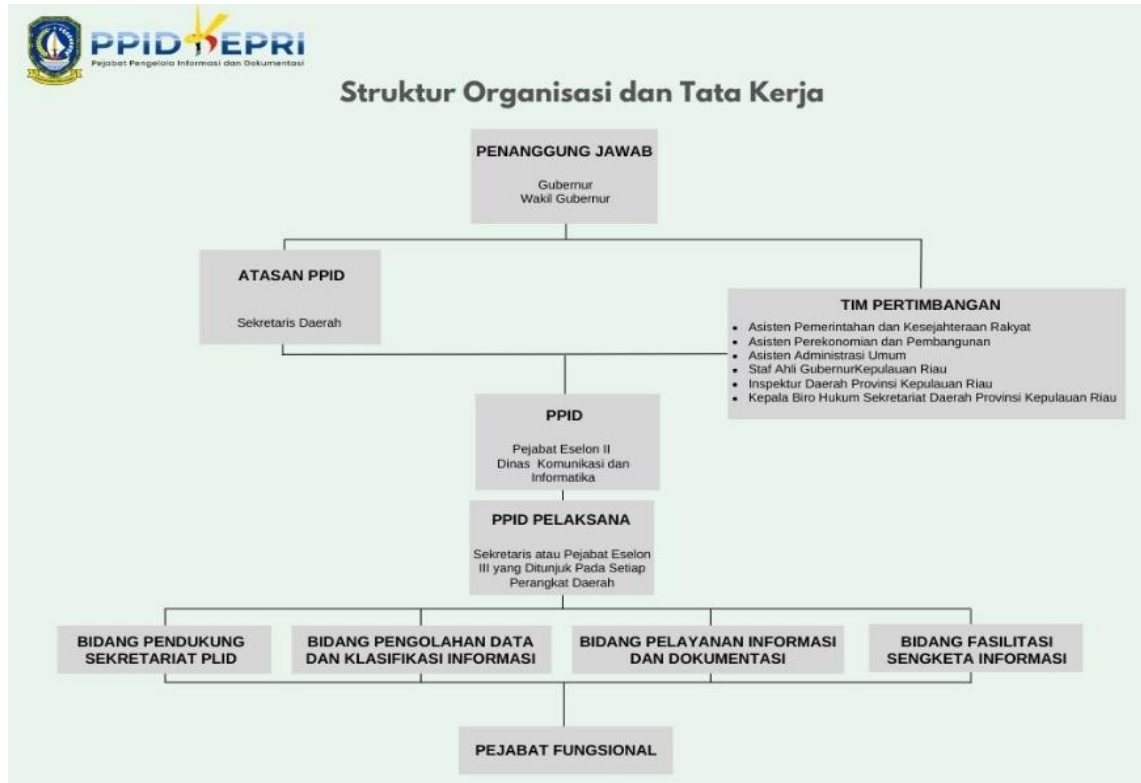 PPID KEPRI
Pejabat Pengelola Informasi dan Dokumentasi
Struktur Organisasi dan Tata Kerja
PENANGGUNG JAWAB
Gubernur
Wakil Gubernur
ATASAN PPID
Sekretaris Daerah
TIM PERTIMBANGAN
• Asisten Pemerintahan dan Kesejahteraan Rakyat
• Asisten Perekonomian dan Pembangunan
• Asisten Administrasi Umum
• Staf Ahli GubernurKepulauan Riau
• Inspektur Daerah Provinsi Kepulauan Riau
• Kepala Biro Hukum Sekretariat Daerah Provinsi Kepulauan Riau
PPID
Pejabat Eselon II
Dinas Komunikasi dan
Informatika
PPID PELAKSANA
Sekretaris atau Pejabat Eselon
III yang Ditunjuk Pada Setiap
Perangkat Daerah
BIDANG PENDUKUNG
SEKRETARIAT PLID
BIDANG PENGOLAHAN DATA
DAN KLASIFIKASI INFORMASI
BIDANG PELAYANAN INFORMASI
DAN DOKUMENTASI
BIDANG FASILITASI
SENGKETA INFORMASI
PEJABAT FUNGSIONAL